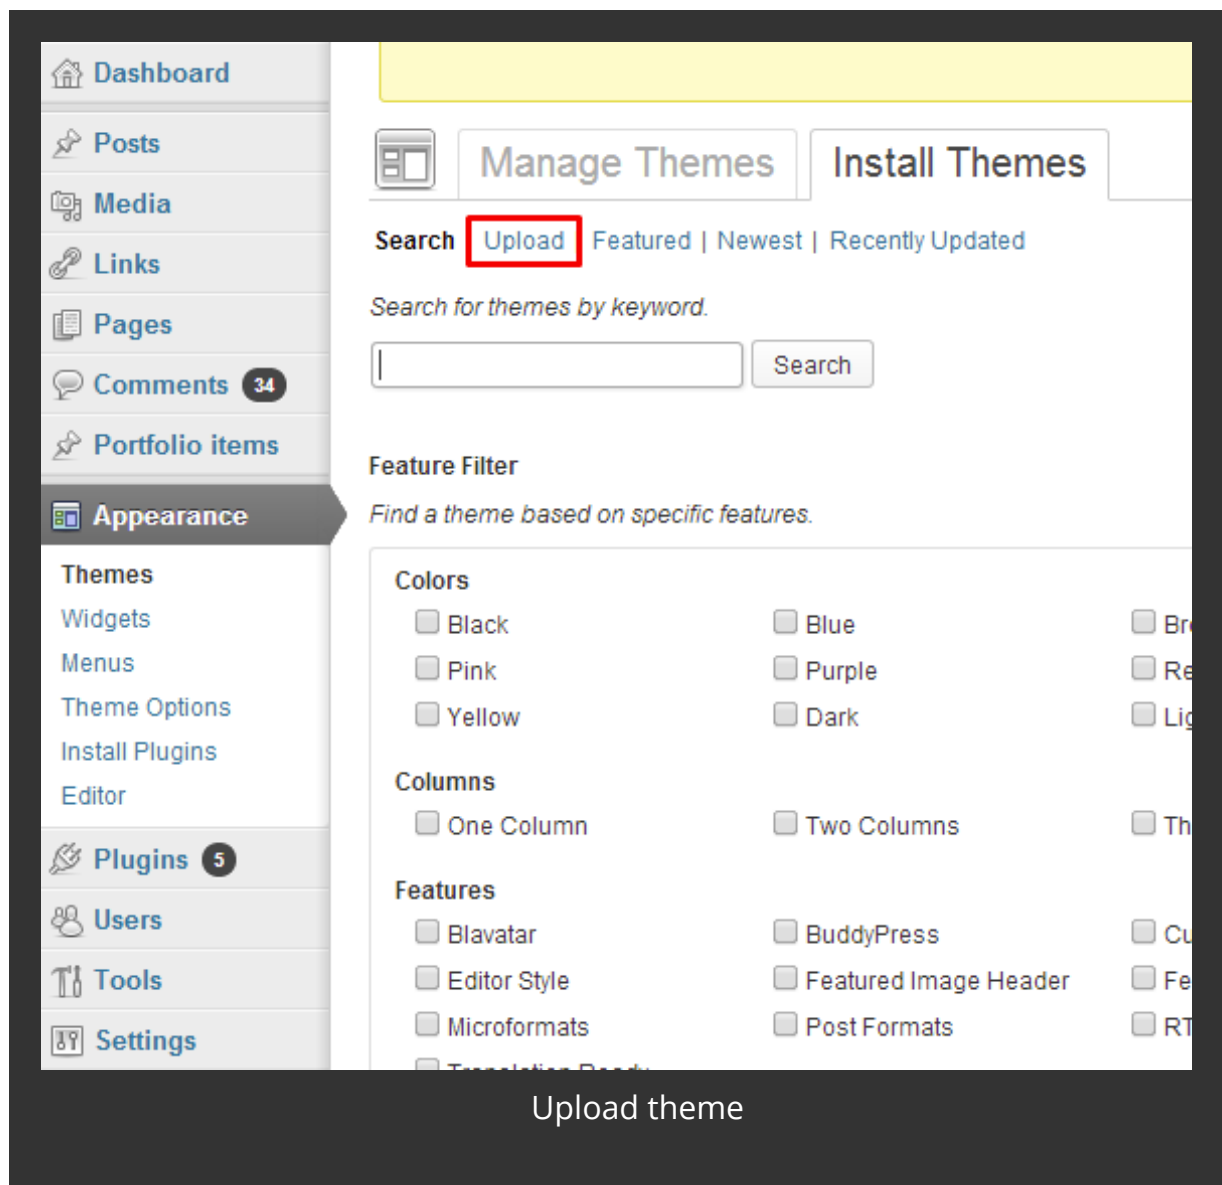 Dashboard
Posts
Media
Links
Pages
Comments 34
Portfolio items
Appearance
Themes
Widgets
Menus
Theme Options
Install Plugins
Editor
Plugins 5
Users
Tools
Settings
Manage Themes Install Themes
Search Upload Featured | Newest | Recently Updated
Search for themes by keyword.
Search
Feature Filter
Find a theme based on specific features.
Colors
Black Blue
Pink Purple
Yellow Dark
Columns
One Column Two Columns
Features
Blavatar BuddyPress
Editor Style Featured Image Header
Microformats Post Formats
Translation Ready
Upload theme